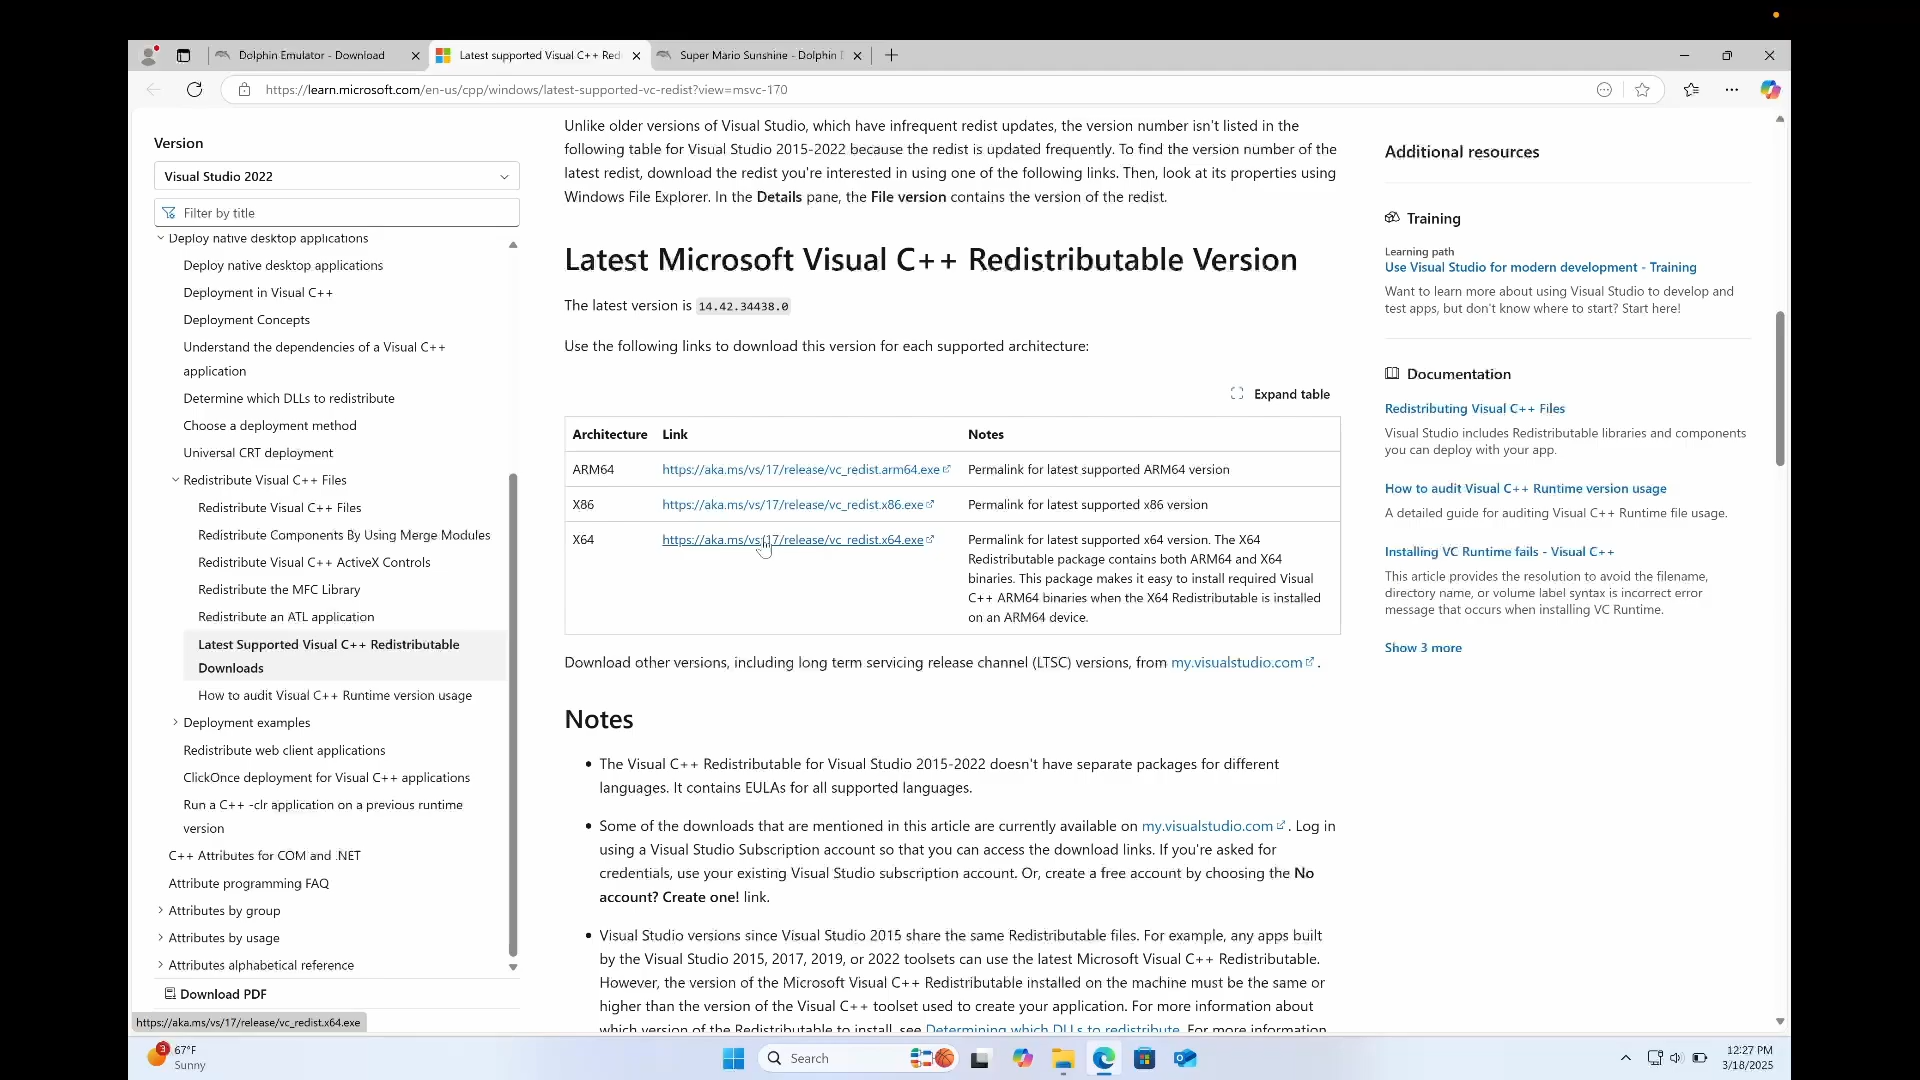 Dolphin Emulator - Download
Latest supported Visual C++ Red
Super Mario Sunshine - Dolphin
https://learn.microsoft.com/en-us/cpp/windows/latest-supported-vc-redist?view=msvc-170
Version
Visual Studio 2022
Filter by title
Deploy native desktop applications
Deploy native desktop applications
Deployment in Visual C++
Deployment Concepts
Understand the dependencies of a Visual C++
application
Determine which DLLs to redistribute
Choose a deployment method
Universal CRT deployment
Redistribute Visual C++ Files
Redistribute Visual C++ Files
Redistribute Components By Using Merge Modules
Redistribute Visual C++ ActiveX Controls
Redistribute the MFC Library
Redistribute an ATL application
Latest Supported Visual C++ Redistributable
Downloads
How to audit Visual C++ Runtime version usage
Deployment examples
Redistribute web client applications
ClickOnce deployment for Visual C++ applications
Run a C++ -clr application on a previous runtime
version
C++ Attributes for COM and .NET
Attribute programming FAQ
Attributes by group
Attributes by usage
Attributes alphabetical reference
Download PDF
https://aka.ms/vs/17/release/vc_redist.x64.exe
Unlike older versions of Visual Studio, which have infrequent redist updates, the version number isn't listed in the
following table for Visual Studio 2015-2022 because the redist is updated frequently. To find the version number of the
latest redist, download the redist you're interested in using one of the following links. Then, look at its properties using
Windows File Explorer. In the Details pane, the File version contains the version of the redist.
Latest Microsoft Visual C++ Redistributable Version
The latest version is 14.42.34438.0
Use the following links to download this version for each supported architecture:
Expand table
Architecture Link Notes
ARM64 https://aka.ms/vs/17/release/vc_redist.arm64.exe Permalink for latest supported ARM64 version
X86 https://aka.ms/vs/17/release/vc_redist.x86.exe Permalink for latest supported x86 version
X64 https://aka.ms/vs/17/release/vc_redist.x64.exe Permalink for latest supported x64 version. The X64
Redistributable package contains both ARM64 and X64
binaries. This package makes it easy to install required Visual
C++ ARM64 binaries when the X64 Redistributable is installed
on an ARM64 device.
Download other versions, including long term servicing release channel (LTSC) versions, from my.visualstudio.com .
Notes
• The Visual C++ Redistributable for Visual Studio 2015-2022 doesn't have separate packages for different
languages. It contains EULAs for all supported languages.
• Some of the downloads that are mentioned in this article are currently available on my.visualstudio.com . Log in
using a Visual Studio Subscription account so that you can access the download links. If you're asked for
credentials, use your existing Visual Studio subscription account. Or, create a free account by choosing the No
account? Create one! link.
• Visual Studio versions since Visual Studio 2015 share the same Redistributable files. For example, any apps built
by the Visual Studio 2015, 2017, 2019, or 2022 toolsets can use the latest Microsoft Visual C++ Redistributable.
However, the version of the Microsoft Visual C++ Redistributable installed on the machine must be the same or
higher than the version of the Visual C++ toolset used to create your application. For more information about
which version of the Redistributable to install, see Determining which DLLs to redistribute. For more information
Additional resources
Training
Learning path
Use Visual Studio for modern development - Training
Want to learn more about using Visual Studio to develop and
test apps, but don't know where to start? Start here!
Documentation
Redistributing Visual C++ Files
Visual Studio includes Redistributable libraries and components
you can deploy with your app.
How to audit Visual C++ Runtime version usage
A detailed guide for auditing Visual C++ Runtime file usage.
Installing VC Runtime fails - Visual C++
This article provides the resolution to avoid the filename,
directory name, or volume label syntax is incorrect error
message that occurs when installing VC Runtime.
Show 3 more
3
67°F
Sunny
Search
12:27 PM
3/18/2025